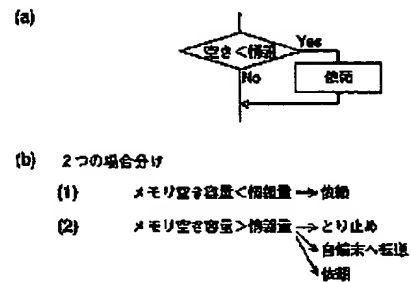 (a)
空き<情報
Yes
No
依頼
(b) 2つの場合分け
(1) メモリ空き容量<情報量→依頼
(2) メモリ空き容量>情報量→とり止め
自端末へ転送
依頼